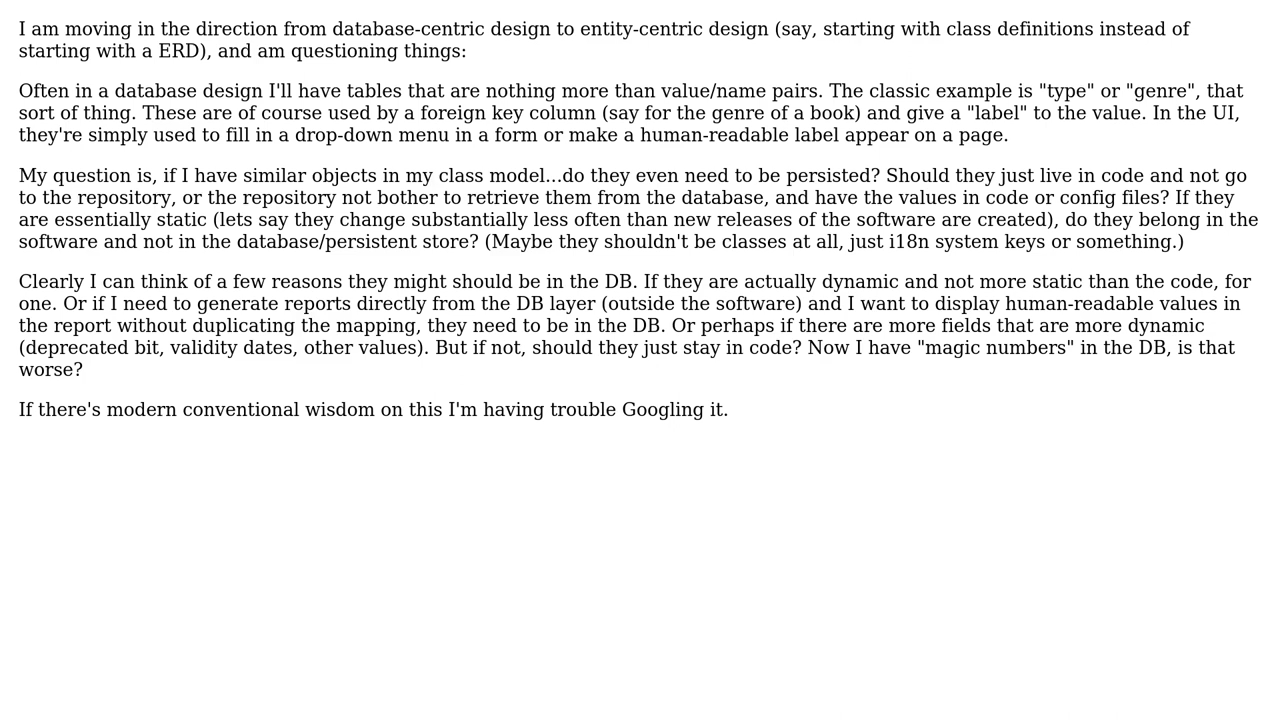 I am moving in the direction from database-centric design to entity-centric design (say, starting with class definitions instead of
starting with a ERD), and am questioning things:
Often in a database design I'll have tables that are nothing more than value/name pairs. The classic example is "type" or "genre", that
sort of thing. These are of course used by a foreign key column (say for the genre of a book) and give a "label" to the value. In the UI,
they're simply used to fill in a drop-down menu in a form or make a human-readable label appear on a page.
My question is, if I have similar objects in my class model...do they even need to be persisted? Should they just live in code and not go
to the repository, or the repository not bother to retrieve them from the database, and have the values in code or config files? If they
are essentially static (lets say they change substantially less often than new releases of the software are created), do they belong in the
software and not in the database/persistent store? (Maybe they shouldn't be classes at all, just i18n system keys or something.)
Clearly I can think of a few reasons they might should be in the DB. If they are actually dynamic and not more static than the code, for
one. Or if I need to generate reports directly from the DB layer (outside the software) and I want to display human-readable values in
the report without duplicating the mapping, they need to be in the DB. Or perhaps if there are more fields that are more dynamic
(deprecated bit, validity dates, other values). But if not, should they just stay in code? Now I have "magic numbers" in the DB, is that
worse?
If there's modern conventional wisdom on this I'm having trouble Googling it.